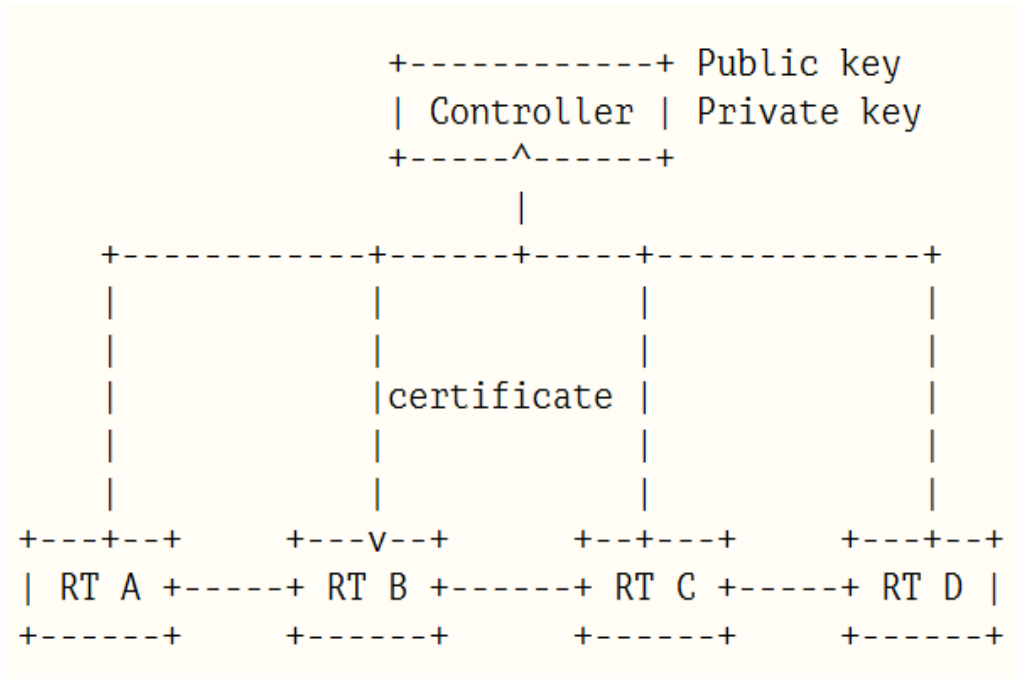 +------------+ Public key
| Controller | Private key
+-----^------+
|
+------------+------+-----+-------------+
| | | |
| | | |
| |certificate | |
| | | |
| | | |
+---+--+ +---v--+ +--+---+ +---+--+
| RT A +-----+ RT B +------+ RT C +-----+ RT D |
+------+ +------+ +------+ +------+